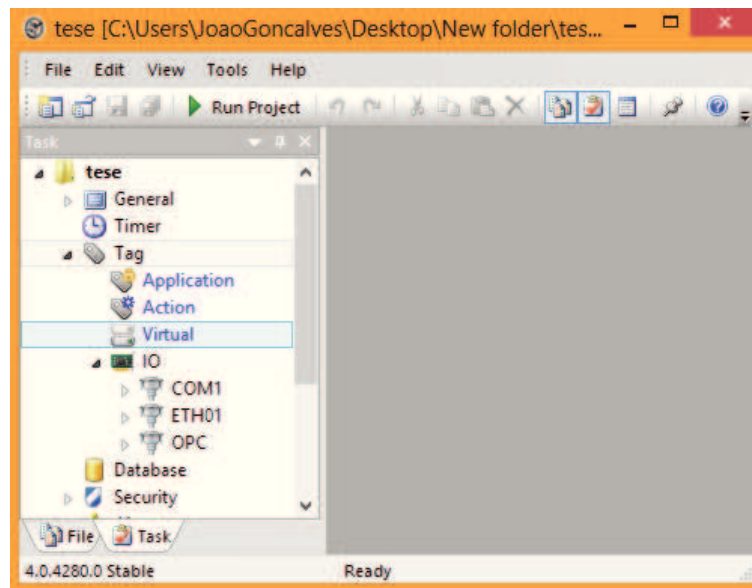 tese [C:\Users\JoaoGoncalves\Desktop\New folder\tes...
File Edit View Tools Help
Run Project
Task
tese
General
Timer
Tag
Application
Action
Virtual
IO
COM1
ETH01
OPC
Database
Security
File Task
4.0.4280.0 Stable Ready